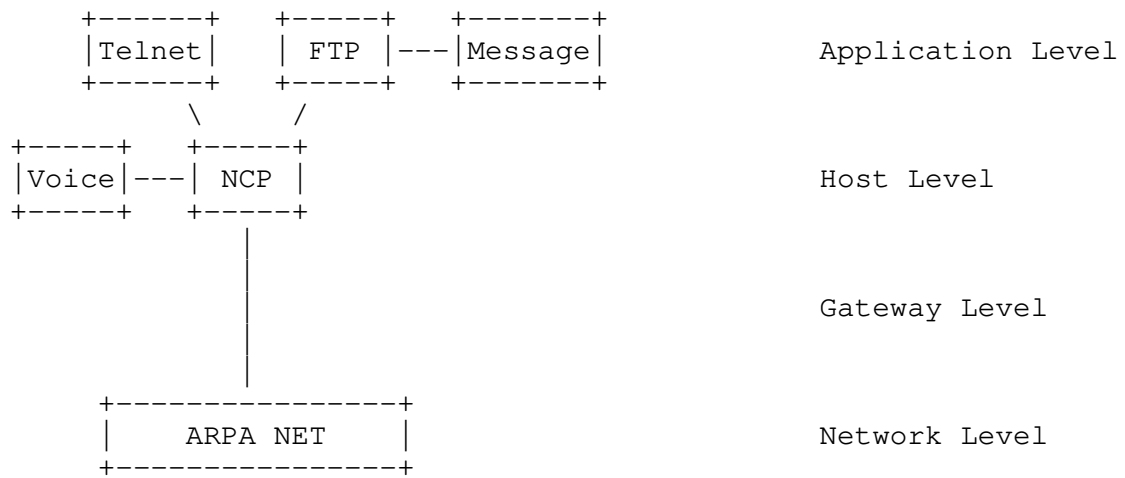 Telnet FTP Message Application Level
Voice NCP Host Level
Gateway Level
ARPA NET Network Level